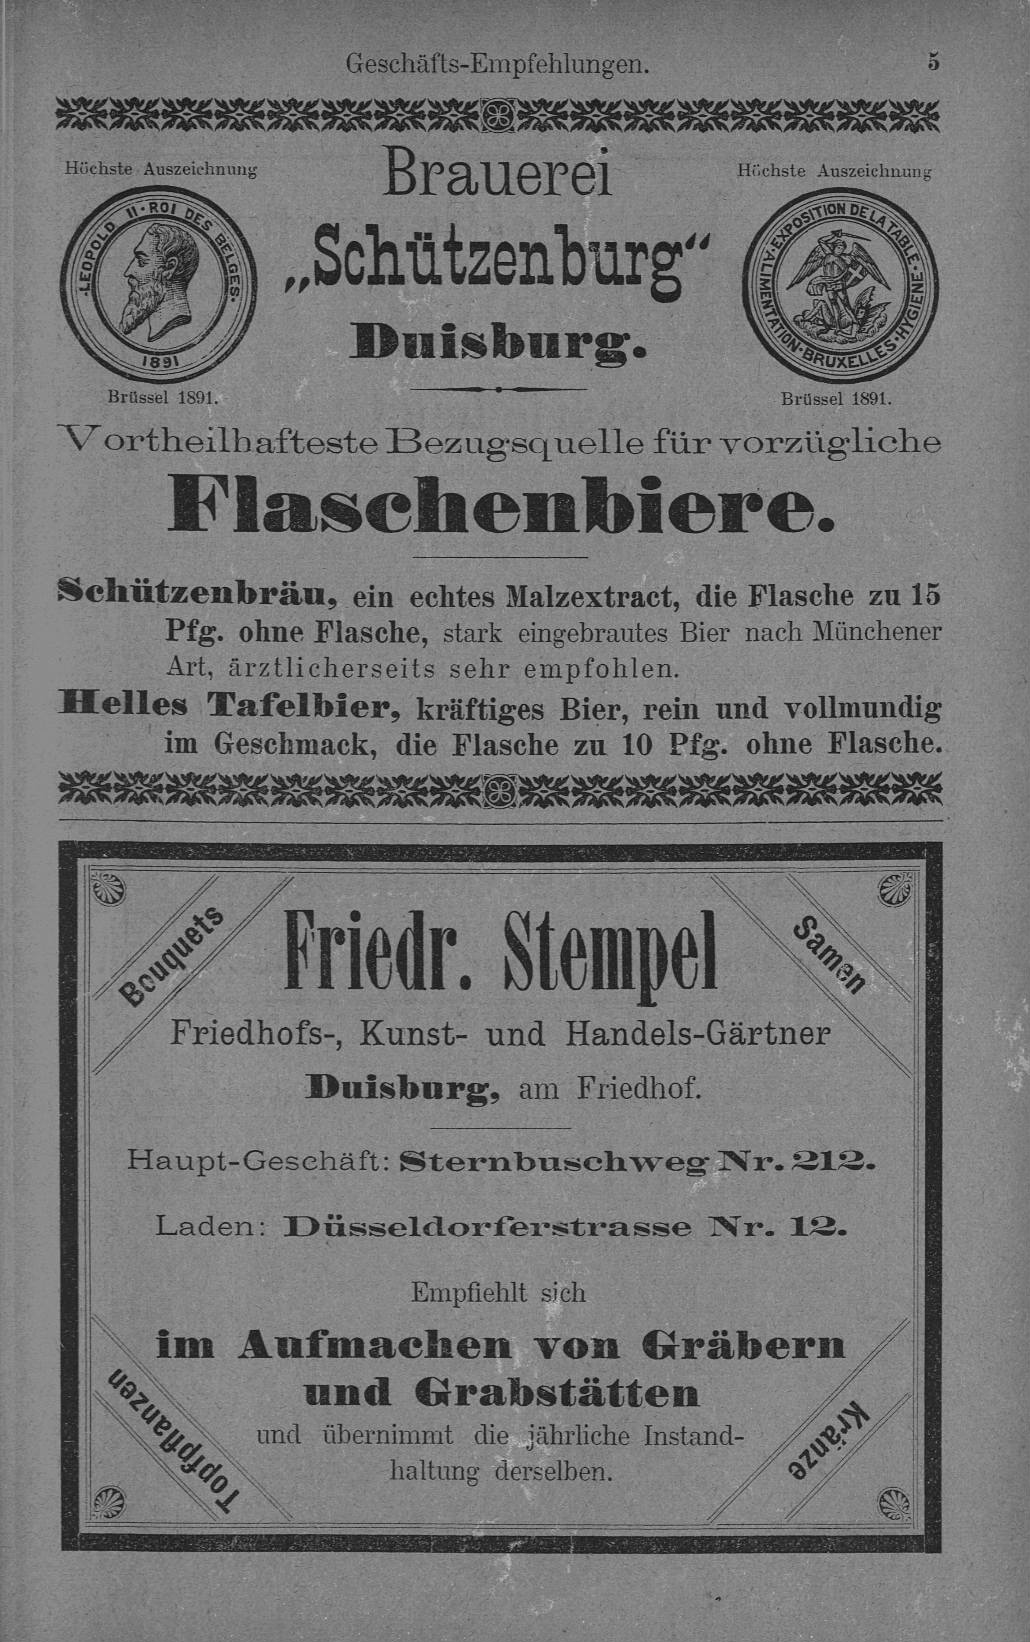 Geschäfts-Empfehlungen. 5
Höchste Auszeichnung
LEOPOLD II·ROI DES BELGES·
1891
Brüssel 1891.
Brauerei
„Schützenburg“
Duisburg.
Höchste Auszeichnung
EXPOSITION DE LA TABLE·
ALIMENTATION·BRUXELLES·HYGIENE·
Brüssel 1891.
Vortheilhafteste Bezugsquelle für vorzügliche
Flaschenbiere.
Schützenbräu, ein echtes Malzextract, die Flasche zu 15
Pfg. ohne Flasche, stark eingebrautes Bier nach Münchener
Art, ärztlicherseits sehr empfohlen.
Helles Tafelbier, kräftiges Bier, rein und vollmundig
im Geschmack, die Flasche zu 10 Pfg. ohne Flasche.
Bouquets
Samen
Friedr. Stempel
Friedhofs-, Kunst- und Handels-Gärtner
Duisburg, am Friedhof.
Haupt-Geschäft: Sternbuschweg Nr. 212.
Laden: Düsseldorferstrasse Nr. 12.
Empfiehlt sich
im Aufmachen von Gräbern
und Grabstätten
und übernimmt die jährliche Instand-
haltung derselben.
Topfpflanzen
Kränze